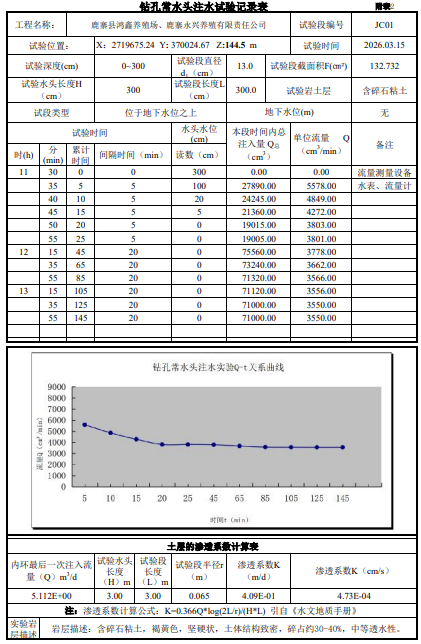 钻孔常水头注水试验记录表 附表2
工程名称: 鹿寨县鸿鑫养殖场、鹿寨永兴养殖有限责任公司 试验段编号 JC01
试验位置: X: 2719675.24 Y: 370024.67 Z:144.5 m 试验时间 2026.03.15
试验深度(cm) 0~300 试验段直径d,(cm) 13.0 试验段截面积F(cm²) 132.732
试验水头长度H(cm) 300 试验段长度L(cm) 300.0 试验岩土层 含碎石粘土
试段类型 位于地下水位之上 地下水位(m) 无
试验时间 水头水位(cm) 本段时间内总注入量 Q总(cm³) 单位流量 Q(cm³/min) 备注
时(h) 分(min) 累计时间 间隔时间(min) 读数(cm)
11 30 0 0 300 0.00 0.00 流量测量设备
35 5 5 100 27890.00 5578.00 水表、流量计
40 10 5 20 24245.00 4849.00
45 15 5 5 21360.00 4272.00
50 20 5 0 19015.00 3803.00
55 25 5 0 19005.00 3801.00
12 15 45 20 0 75560.00 3778.00
35 65 20 0 73240.00 3662.00
55 85 20 0 71320.00 3566.00
13 15 105 20 0 71120.00 3556.00
35 125 20 0 71000.00 3550.00
55 145 20 0 71000.00 3550.00
钻孔常水头注水实验Q-t关系曲线
流量Q(cm³/min)
9000
8000
7000
6000
5000
4000
3000
2000
1000
0
5 10 15 20 25 45 65 85 105 125 145
时间t(min)
土层的渗透系数计算表
内环最后一次注入流量(Q)m³/d 试验水头长度(H)m 试验段长度(L)m 试段半径r(m) 渗透系数K(m/d) 渗透系数K(cm/s)
5.112E+00 3.00 3.00 0.065 4.09E-01 4.73E-04
注: 渗透系数计算公式: K=0.366Q*log(2L/r)/(H*L) 引自《水文地质手册》
实验岩层描述 岩层描述: 含碎石粘土, 褐黄色, 坚硬状, 土体结构致密, 碎占约30~40%, 中等透水性。